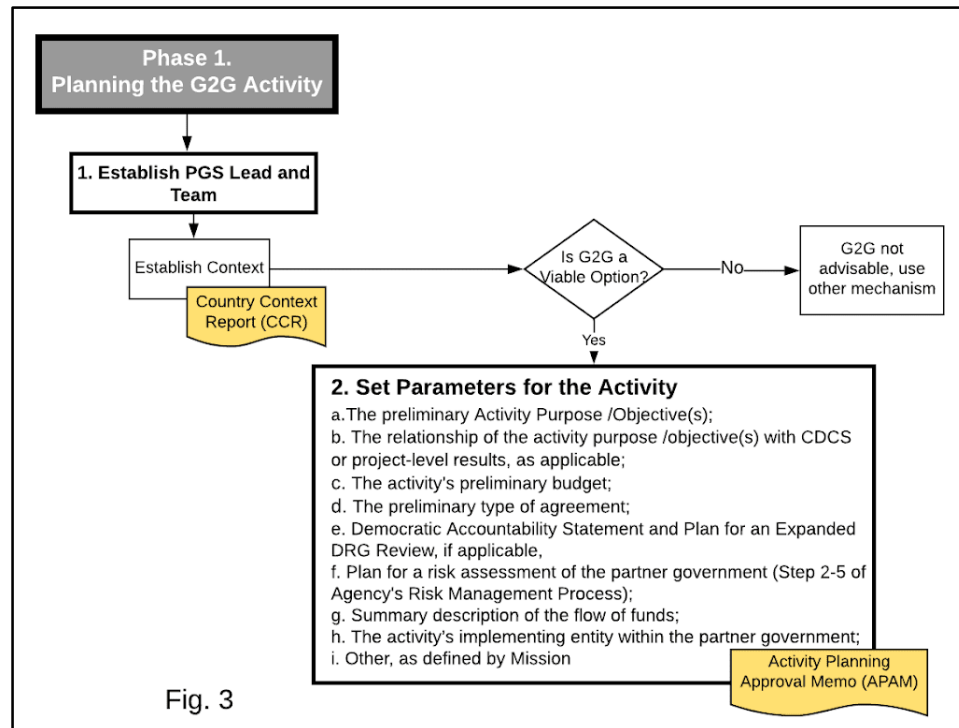 Phase 1.
Planning the G2G Activity
1. Establish PGS Lead and
Team
Establish Context
Country Context
Report (CCR)
Is G2G a
Viable Option?
No
G2G not
advisable, use
other mechanism
Yes
2. Set Parameters for the Activity
a.The preliminary Activity Purpose /Objective(s);
b. The relationship of the activity purpose /objective(s) with CDCS
or project-level results, as applicable;
c. The activity's preliminary budget;
d. The preliminary type of agreement;
e. Democratic Accountability Statement and Plan for an Expanded
DRG Review, if applicable,
f. Plan for a risk assessment of the partner government (Step 2-5 of
Agency's Risk Management Process);
g. Summary description of the flow of funds;
h. The activity’s implementing entity within the partner government;
i. Other, as defined by Mission
Activity Planning
Approval Memo (APAM)
Fig. 3